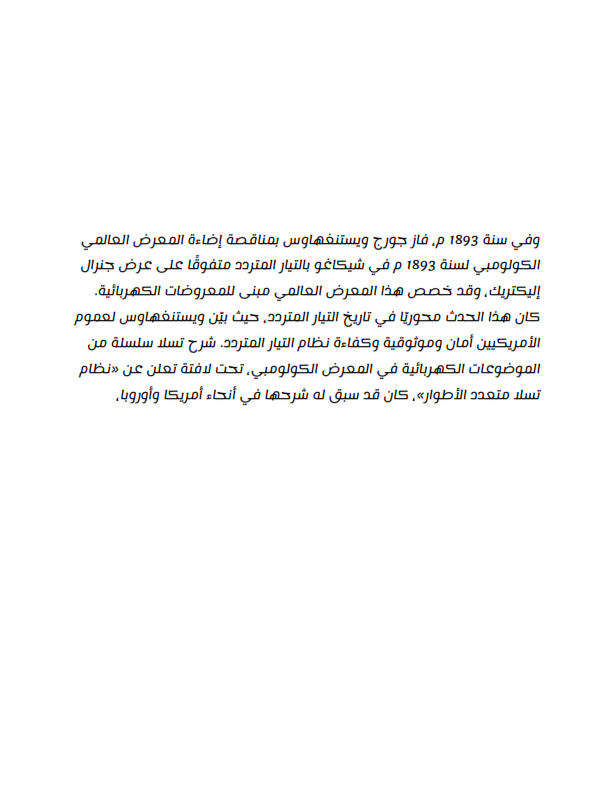 وفي سنة 1893 م، فاز جورج ويستنغهاوس بمناقصة إضاءة المعرض العالمي
الكولومبي لسنة 1893 م في شيكاغو بالتيار المتردد متفوقًا على عرض جنرال
إليكتريك، وقد خصص هذا المعرض العالمي مبنى للمعروضات الكهربائية.
كان هذا الحدث محوريًا في تاريخ التيار المتردد، حيث بيّن ويستنغهاوس لعموم
الأمريكيين أمان وموثوقية وكفاءة نظام التيار المتردد. شرح تسلا سلسلة من
الموضوعات الكهربائية في المعرض الكولومبي، تحت لافتة تعلن عن «نظام
تسلا متعدد الأطوار»، كان قد سبق له شرحها في أنحاء أمريكا وأوروبا،